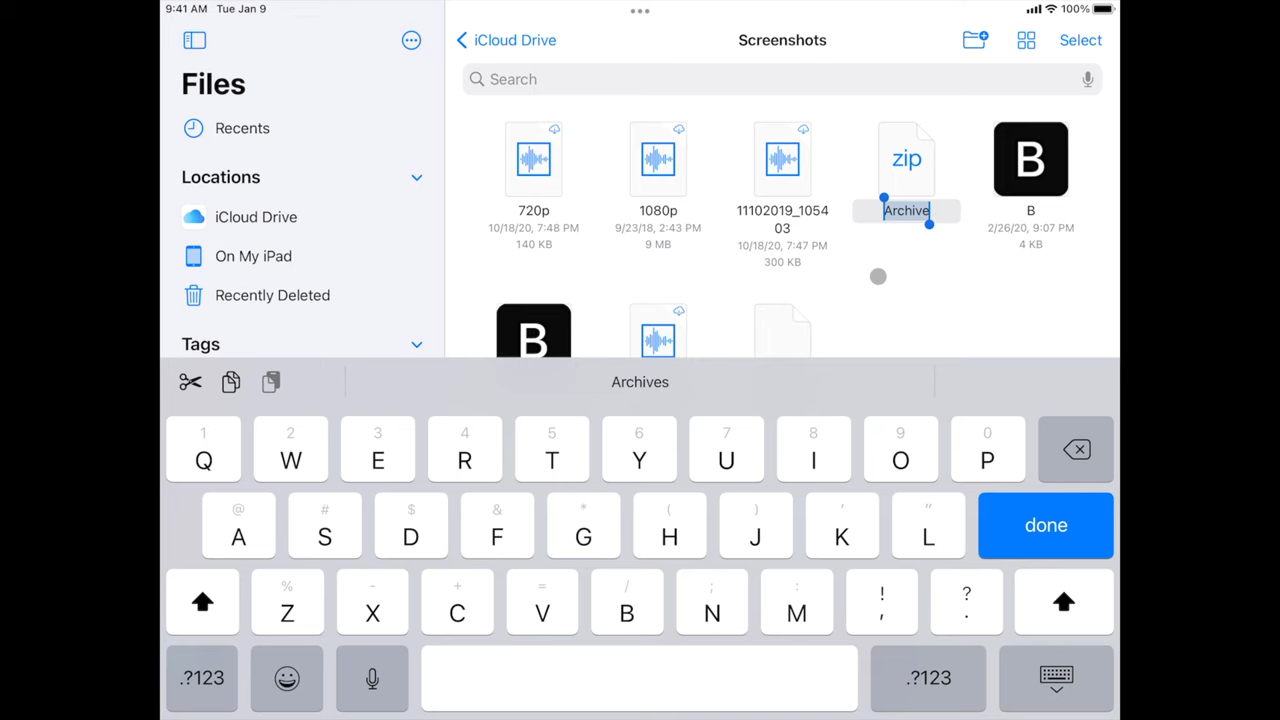 9:41 AM Tue Jan 9
100%
Files
Recents
Locations
iCloud Drive
On My iPad
Recently Deleted
Tags
iCloud Drive
Screenshots
Select
Search
720p
10/18/20, 7:48 PM
140 KB
1080p
9/23/18, 2:43 PM
9 MB
11102019_1054
03
10/18/20, 7:47 PM
300 KB
zip
Archive
B
B
2/26/20, 9:07 PM
4 KB
B
Archives
1 2 3 4 5 6 7 8 9 0
Q W E R T Y U I O P
@ # $ & * ( ) ' "
A S D F G H J K L done
% - + = / ; : ! ?
Z X C V B N M , .
.?123 .?123